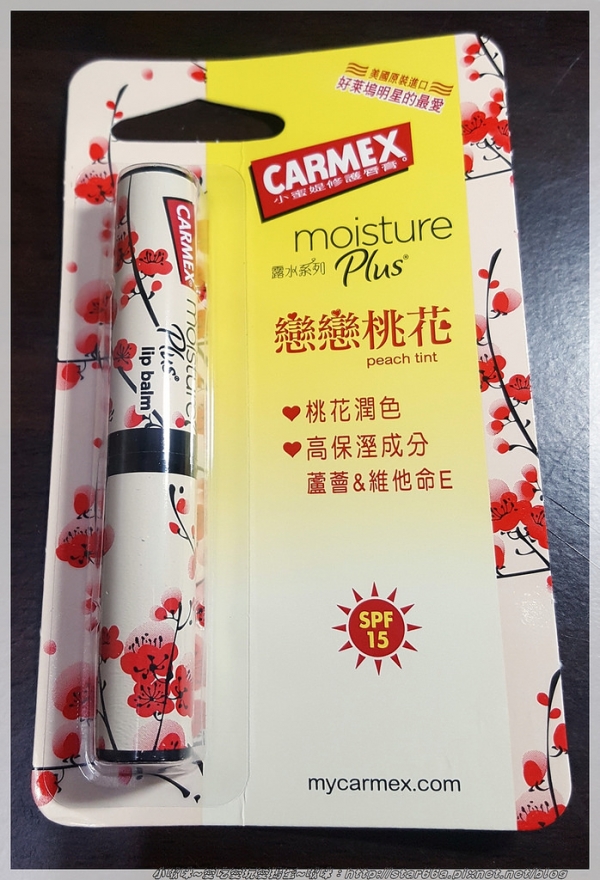 美國原裝進口
好萊塢明星的最愛
CARMEX
小蜜媞修護唇膏
moisture
露水系列 Plus®
戀戀桃花
peach tint
桃花潤色
高保溼成分
蘆薈&維他命E
SPF
15
mycarmex.com
CARMEX
moisture
Plus®
lip balm